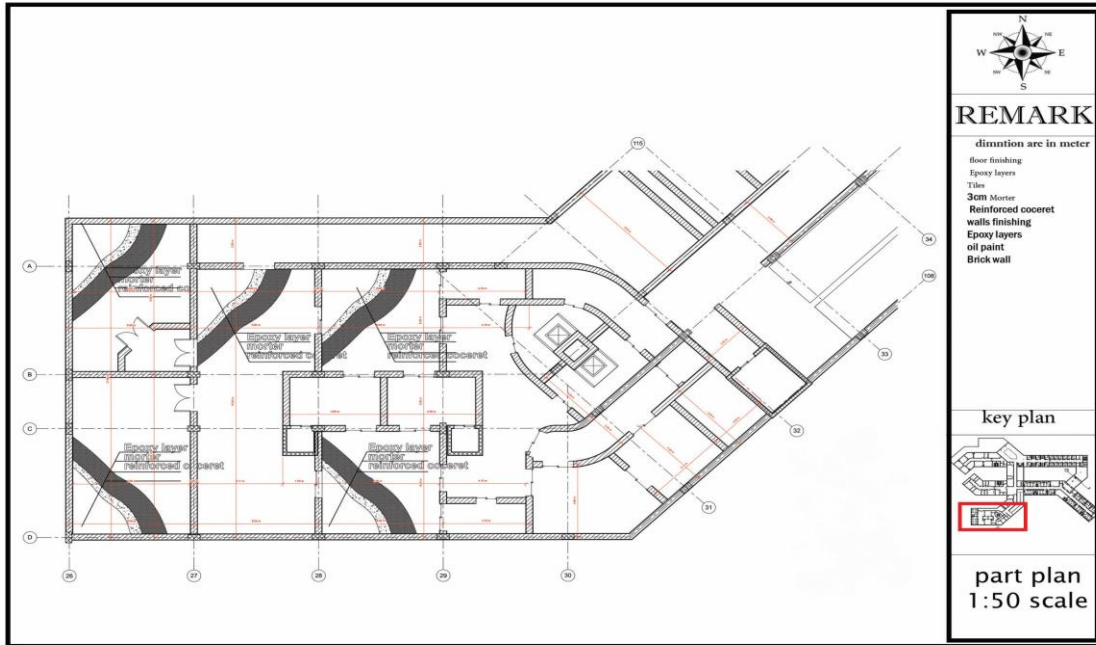 N
NW
NE
W
E
SW
S
REMARK
dimntion are in meter
floor finishing
Epoxy layers
Tiles
3cm Morter
Reinforced coceret
walls finishing
Epoxy layers
oil paint
Brick wall
key plan
part plan
1:50 scale
115
34
108
33
32
31
A
B
C
D
26
27
28
29
30
Epoxy layer
morter
reinforced coceret
Epoxy layer
morter
reinforced coceret
Epoxy layer
morter
reinforced coceret
Epoxy layer
morter
reinforced coceret
Epoxy layer
morter
reinforced coceret